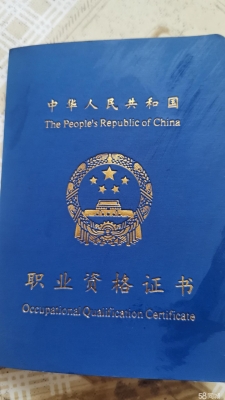 中华人民共和国
The People's Republic of China
职业资格证书
Occupational Qualification Certificate